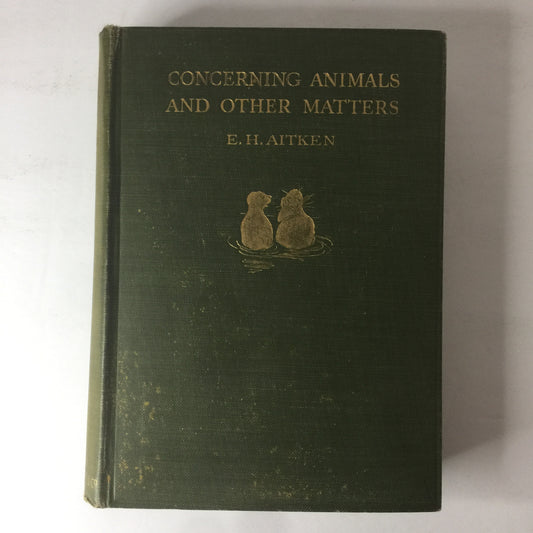 CONCERNING ANIMALS
AND OTHER MATTERS
E. H. AITKEN